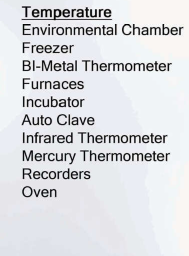 Temperature
Environmental Chamber
Freezer
BI-Metal Thermometer
Furnaces
Incubator
Auto Clave
Infrared Thermometer
Mercury Thermometer
Recorders
Oven